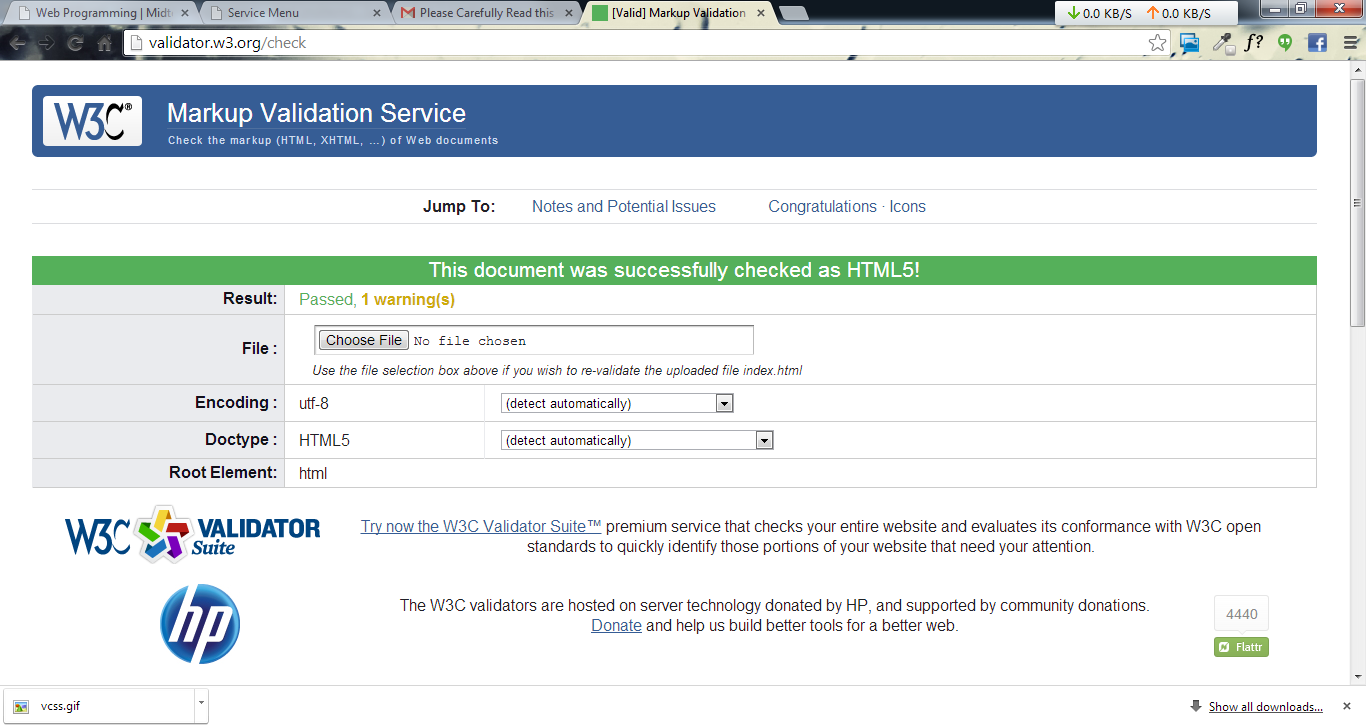 Web Programming | Midt
Service Menu
Please Carefully Read this
[Valid] Markup Validation
0.0 KB/S 0.0 KB/S
validator.w3.org/check
f?
W3C®
Markup Validation Service
Check the markup (HTML, XHTML, …) of Web documents
Jump To: Notes and Potential Issues Congratulations · Icons
This document was successfully checked as HTML5!
Result: Passed, 1 warning(s)
File : Choose File No file chosen
Use the file selection box above if you wish to re-validate the uploaded file index.html
Encoding : utf-8 (detect automatically)
Doctype : HTML5 (detect automatically)
Root Element: html
W3C VALIDATOR Suite
Try now the W3C Validator Suite™ premium service that checks your entire website and evaluates its conformance with W3C open
standards to quickly identify those portions of your website that need your attention.
hp
The W3C validators are hosted on server technology donated by HP, and supported by community donations.
Donate and help us build better tools for a better web.
4440
Flattr
vcss.gif
Show all downloads...